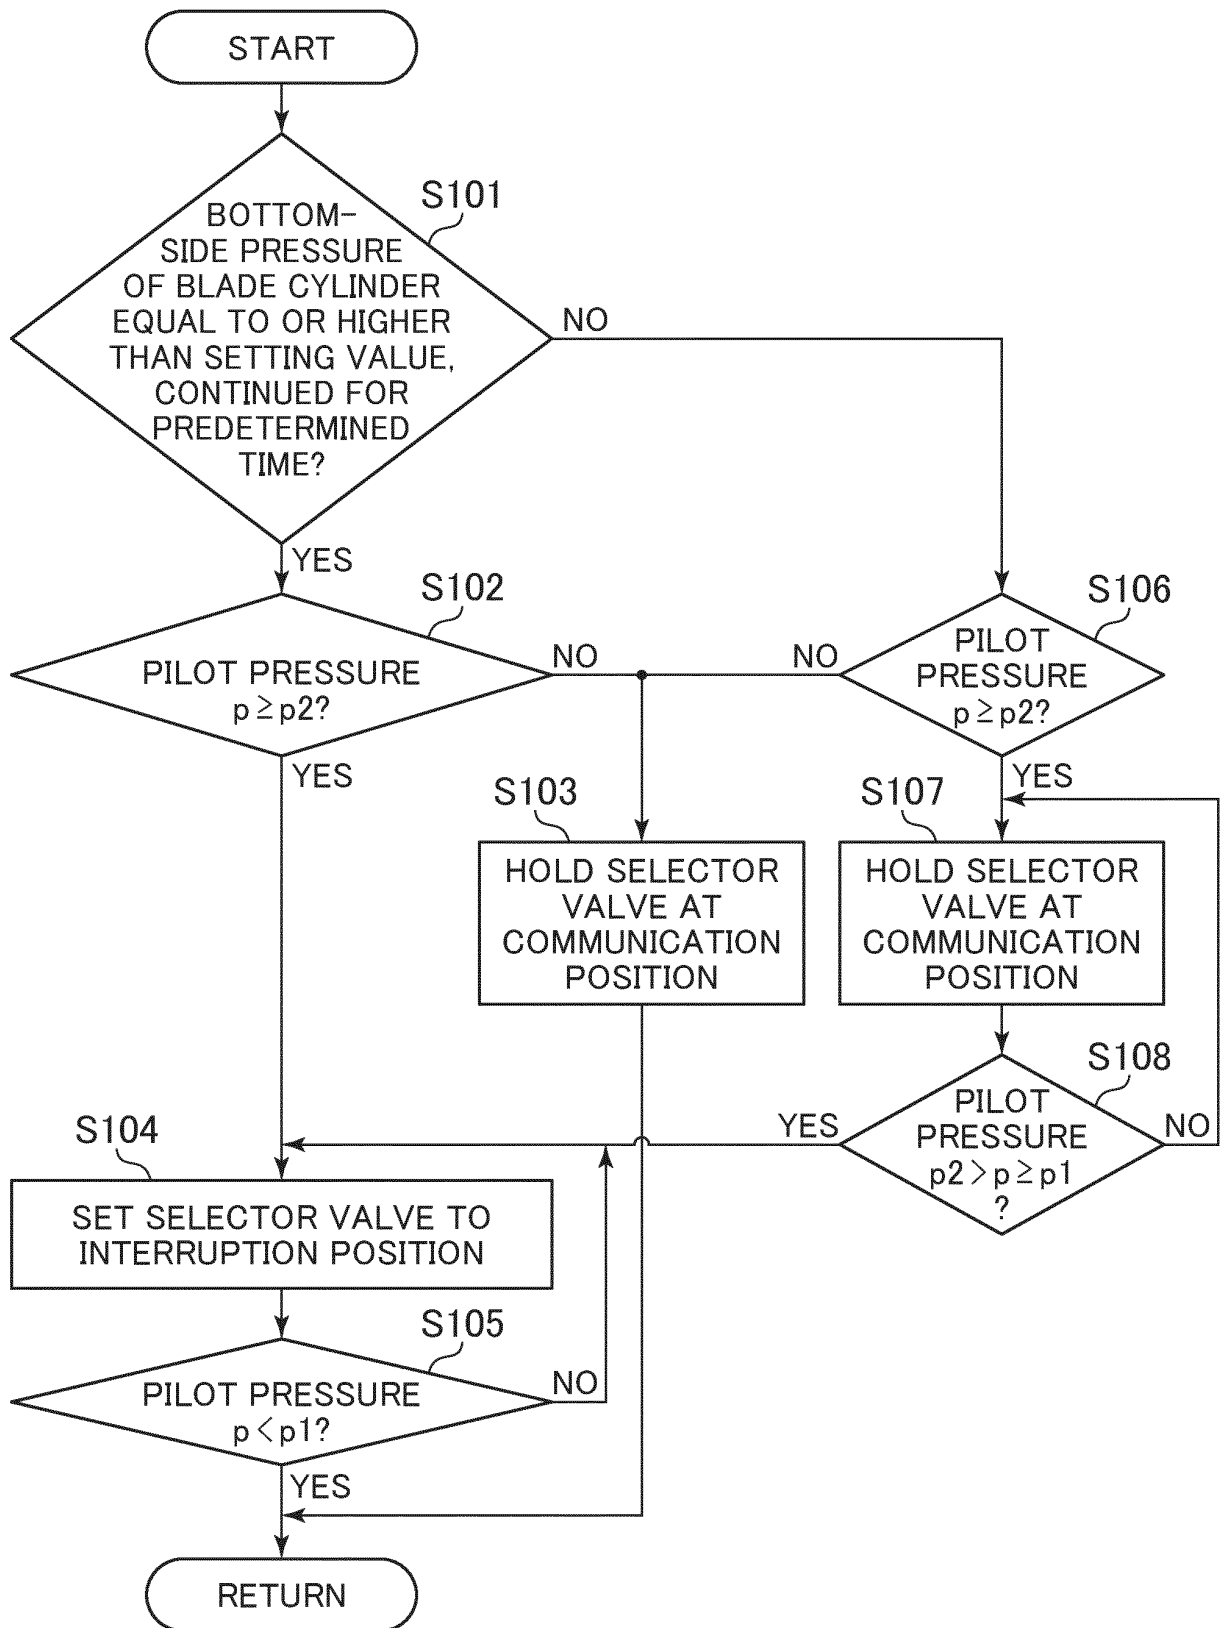 START
S101
BOTTOM-
SIDE PRESSURE
OF BLADE CYLINDER
EQUAL TO OR HIGHER
THAN SETTING VALUE,
CONTINUED FOR
PREDETERMINED
TIME?
NO
YES
S102
PILOT PRESSURE
p≧p2?
NO
YES
S106
PILOT
PRESSURE
p≧p2?
NO
YES
S103
HOLD SELECTOR
VALVE AT
COMMUNICATION
POSITION
S107
HOLD SELECTOR
VALVE AT
COMMUNICATION
POSITION
S108
PILOT
PRESSURE
p2>p≧p1
?
YES
NO
S104
SET SELECTOR VALVE TO
INTERRUPTION POSITION
S105
PILOT PRESSURE
p<p1?
NO
YES
RETURN